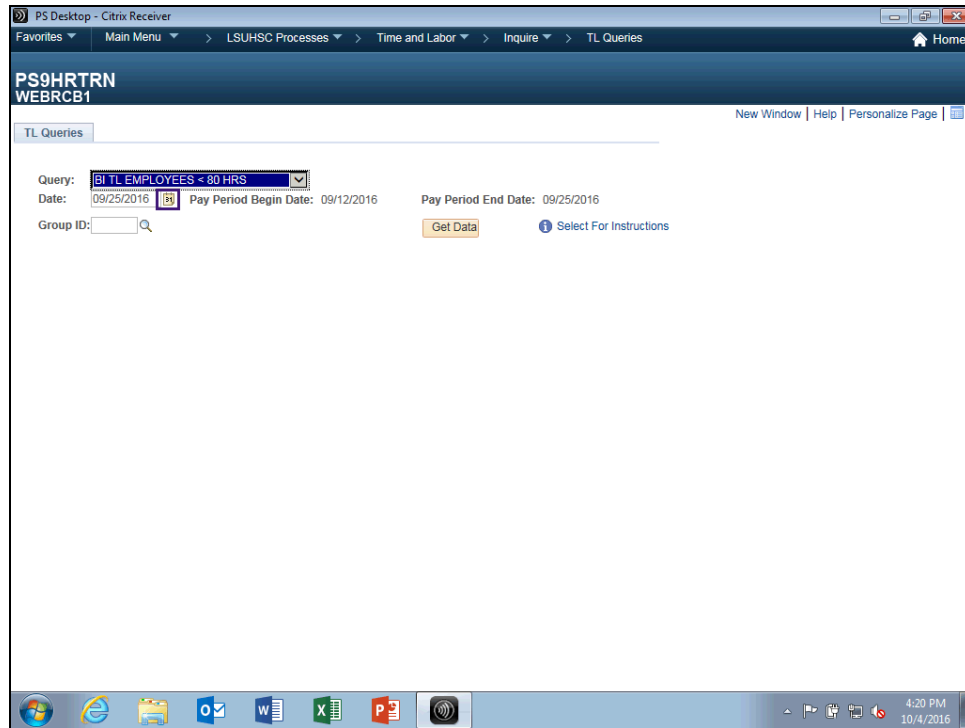 PS Desktop - Citrix Receiver
Favorites Main Menu > LSUHSC Processes > Time and Labor > Inquire > TL Queries Home
PS9HRTRN
WEBRCB1
New Window | Help | Personalize Page |
TL Queries
Query: BI TL EMPLOYEES < 80 HRS
Date: 09/25/2016 31 Pay Period Begin Date: 09/12/2016 Pay Period End Date: 09/25/2016
Group ID: Get Data Select For Instructions
4:20 PM
10/4/2016